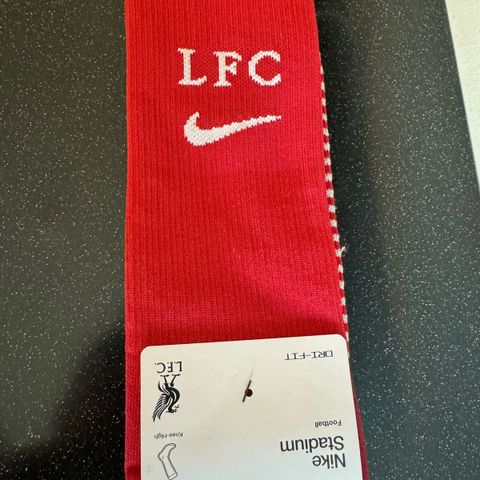 LFC
Nike
Stadium
Football
DRI-FIT
Knee-High
L.F.C.